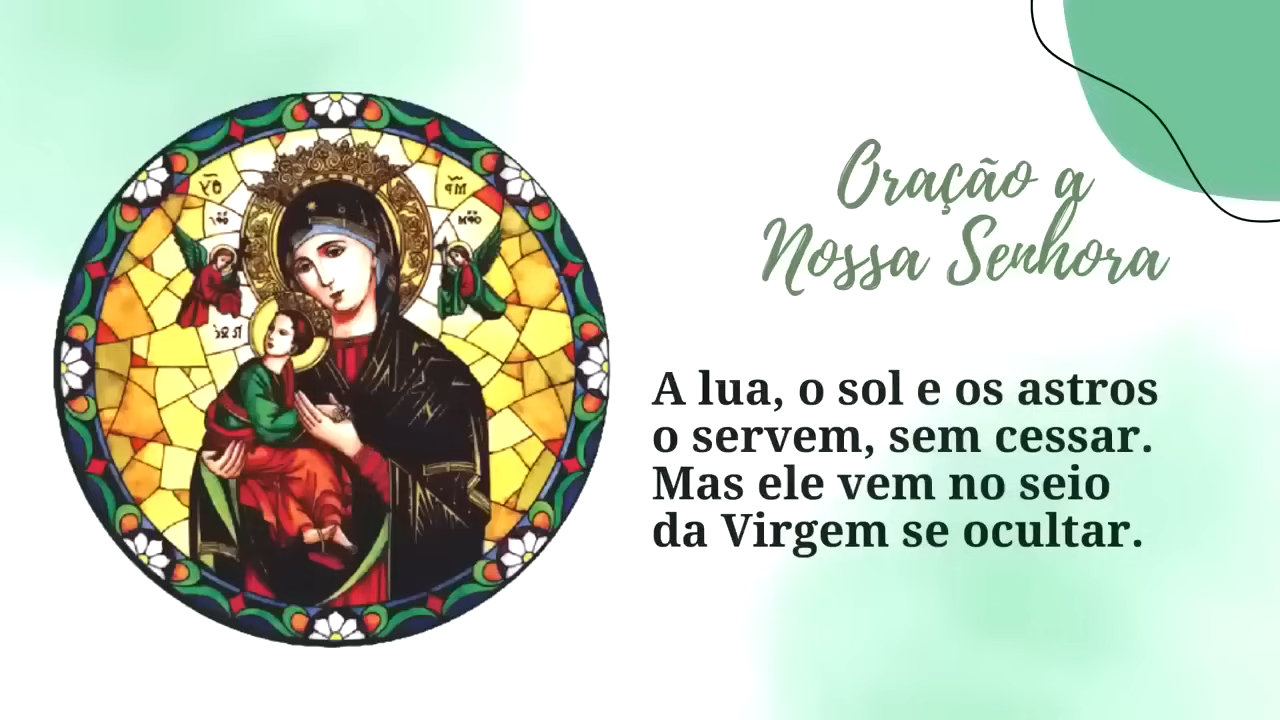 Oração a
Nossa Senhora
A lua, o sol e os astros
o servem, sem cessar.
Mas ele vem no seio
da Virgem se ocultar.